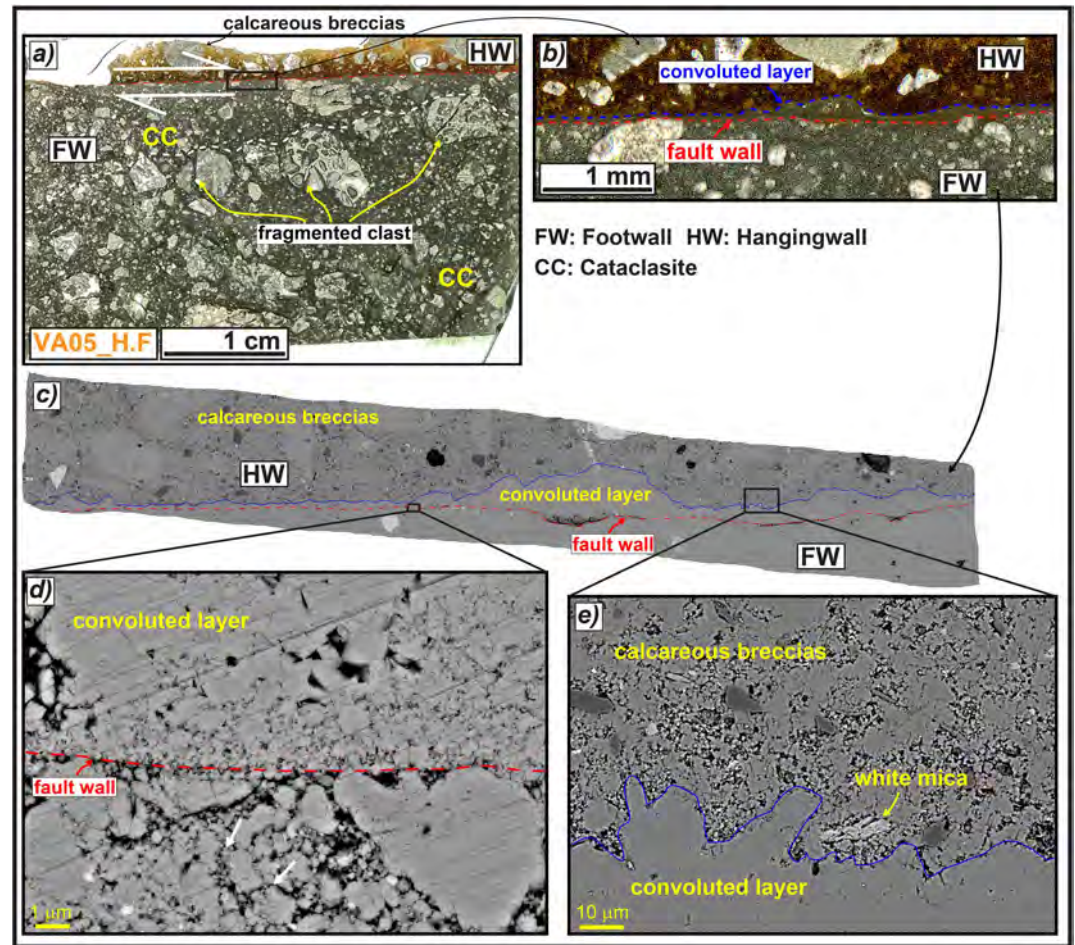 calcareous breccias
a)
HW
CC
FW
fragmented clast
CC
VA05_H.F
1 cm
b)
HW
convoluted layer
fault wall
1 mm
FW
FW: Footwall HW: Hangingwall
CC: Cataclasite
c)
calcareous breccias
HW
convoluted layer
fault wall
FW
d)
convoluted layer
fault wall
1 µm
e)
calcareous breccias
white mica
convoluted layer
10 µm